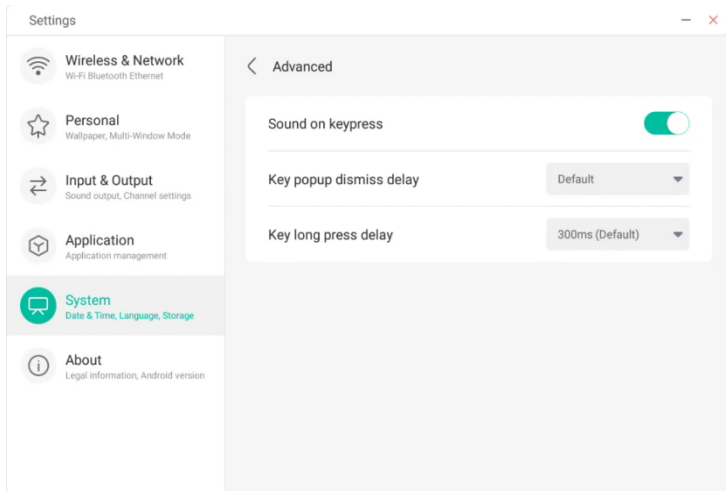 Settings
Wireless & Network
Wi-Fi Bluetooth Ethernet
Personal
Wallpaper, Multi-Window Mode
Input & Output
Sound output, Channel settings
Application
Application management
System
Date & Time, Language, Storage
About
Legal information, Android version
Advanced
Sound on keypress
Key popup dismiss delay
Default
Key long press delay
300ms (Default)